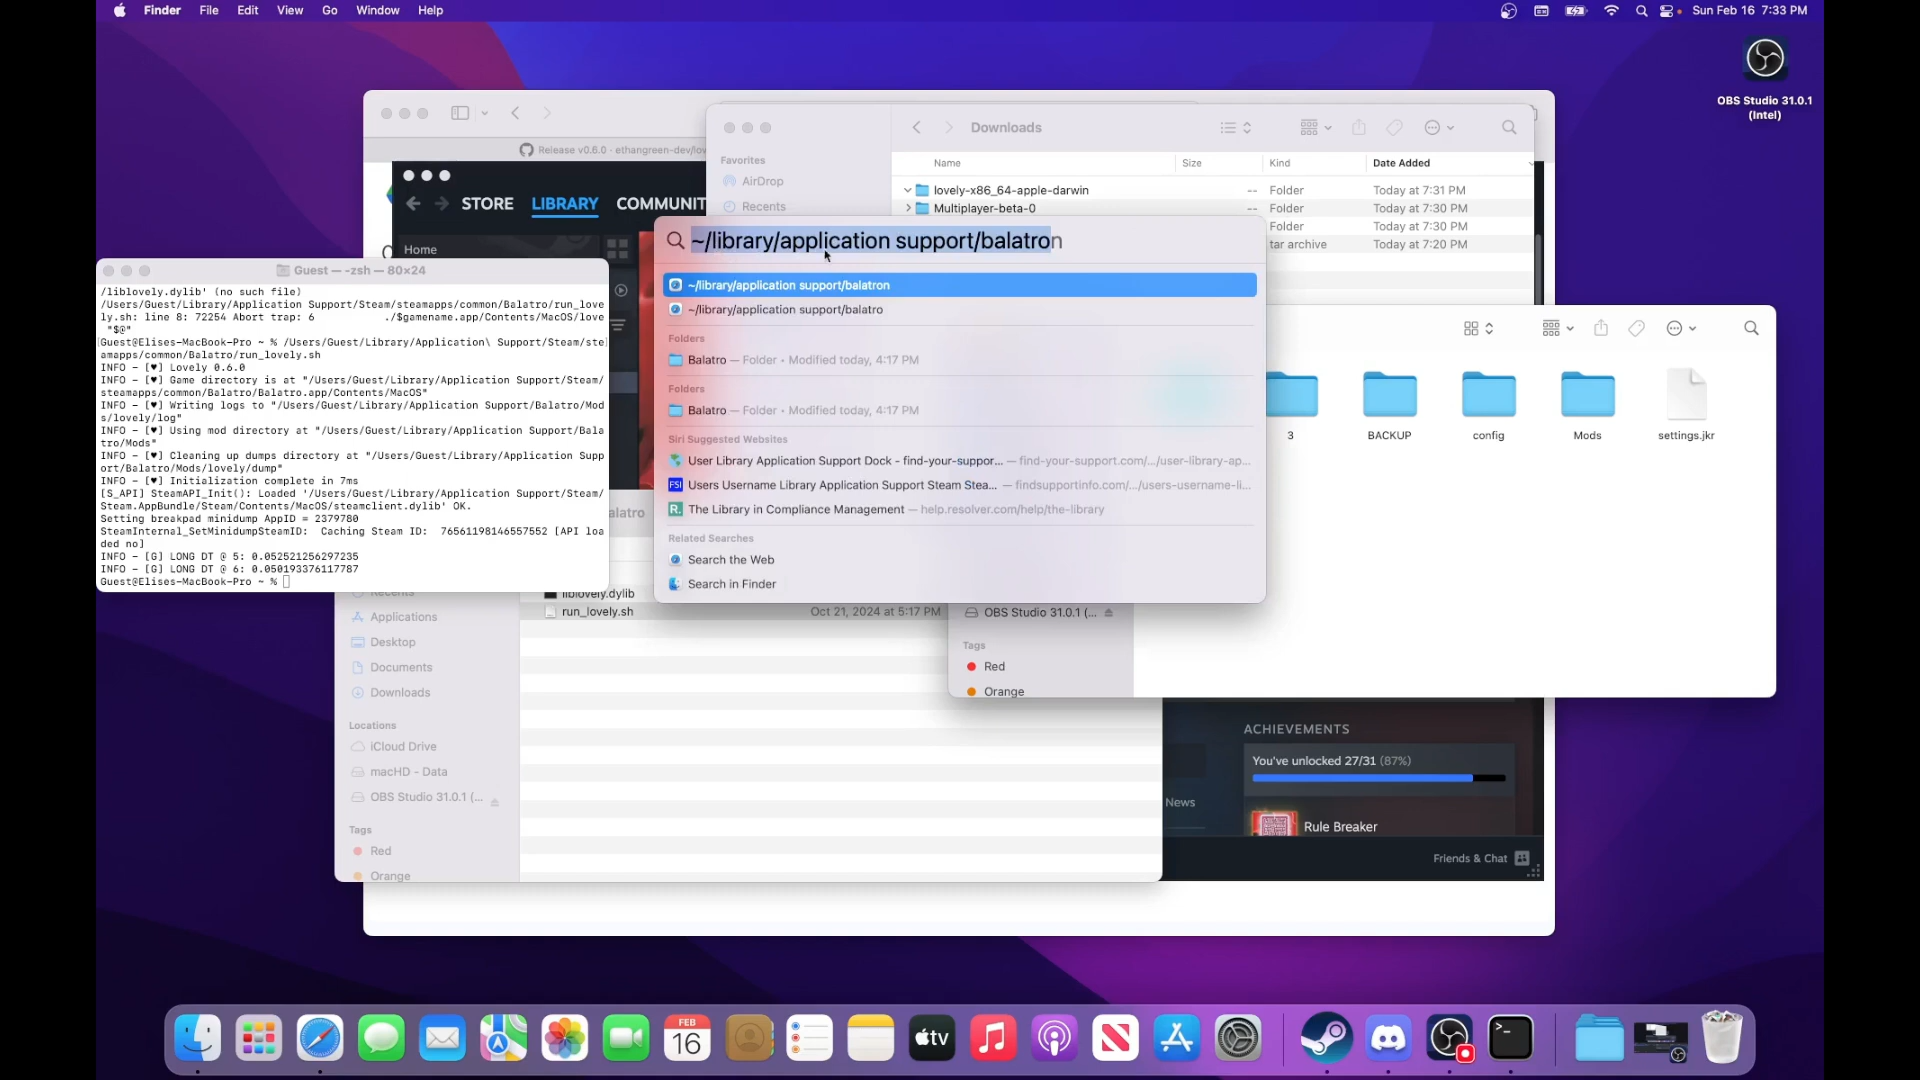 Finder File Edit View Go Window Help
Sun Feb 16 7:33 PM
OBS Studio 31.0.1
(Intel)
Release v0.6.0 · ethangreen-dev/lov
STORE LIBRARY COMMUNIT
Home
Downloads
Favorites
AirDrop
Recents
Name Size Kind Date Added
lovely-x86_64-apple-darwin -- Folder Today at 7:31 PM
Multiplayer-beta-0 -- Folder Today at 7:30 PM
Folder Today at 7:30 PM
tar archive Today at 7:20 PM
~/library/application support/balatron
~/library/application support/balatron
~/library/application support/balatro
Folders
Balatro — Folder • Modified today, 4:17 PM
Folders
Balatro — Folder • Modified today, 4:17 PM
Siri Suggested Websites
User Library Application Support Dock - find-your-suppor... — find-your-support.com/.../user-library-ap...
FSI Users Username Library Application Support Steam Stea... — findsupportinfo.com/.../users-username-li...
R. The Library in Compliance Management — help.resolver.com/help/the-library
Related Searches
Search the Web
Search in Finder
Guest — -zsh — 80×24
/liblovely.dylib' (no such file)
/Users/Guest/Library/Application Support/Steam/steamapps/common/Balatro/run_love
ly.sh: line 8: 72254 Abort trap: 6 ./$gamename.app/Contents/MacOS/love
"$@"
Guest@Elises-MacBook-Pro ~ % /Users/Guest/Library/Application\ Support/Steam/ste
amapps/common/Balatro/run_lovely.sh
INFO - [♥] Lovely 0.6.0
INFO - [♥] Game directory is at "/Users/Guest/Library/Application Support/Steam/
steamapps/common/Balatro/Balatro.app/Contents/MacOS"
INFO - [♥] Writing logs to "/Users/Guest/Library/Application Support/Balatro/Mod
s/lovely/log"
INFO - [♥] Using mod directory at "/Users/Guest/Library/Application Support/Bala
tro/Mods"
INFO - [♥] Cleaning up dumps directory at "/Users/Guest/Library/Application Supp
ort/Balatro/Mods/lovely/dump"
INFO - [♥] Initialization complete in 7ms
[S_API] SteamAPI_Init(): Loaded '/Users/Guest/Library/Application Support/Steam/
Steam.AppBundle/Steam/Contents/MacOS/steamclient.dylib' OK.
Setting breakpad minidump AppID = 2379780
SteamInternal_SetMinidumpSteamID: Caching Steam ID: 76561198146557552 [API loa
ded no]
INFO - [G] LONG DT @ 5: 0.052521256297235
INFO - [G] LONG DT @ 6: 0.050193376117787
Guest@Elises-MacBook-Pro ~ %
3 BACKUP config Mods settings.jkr
OBS Studio 31.0.1 (...
Tags
Red
Orange
alatro
Recents
Applications
Desktop
Documents
Downloads
Locations
iCloud Drive
macHD - Data
OBS Studio 31.0.1 (...
Tags
Red
Orange
liblovely.dylib
run_lovely.sh Oct 21, 2024 at 5:17 PM
News
ACHIEVEMENTS
You've unlocked 27/31 (87%)
Rule Breaker
Friends & Chat
FEB
16
tv